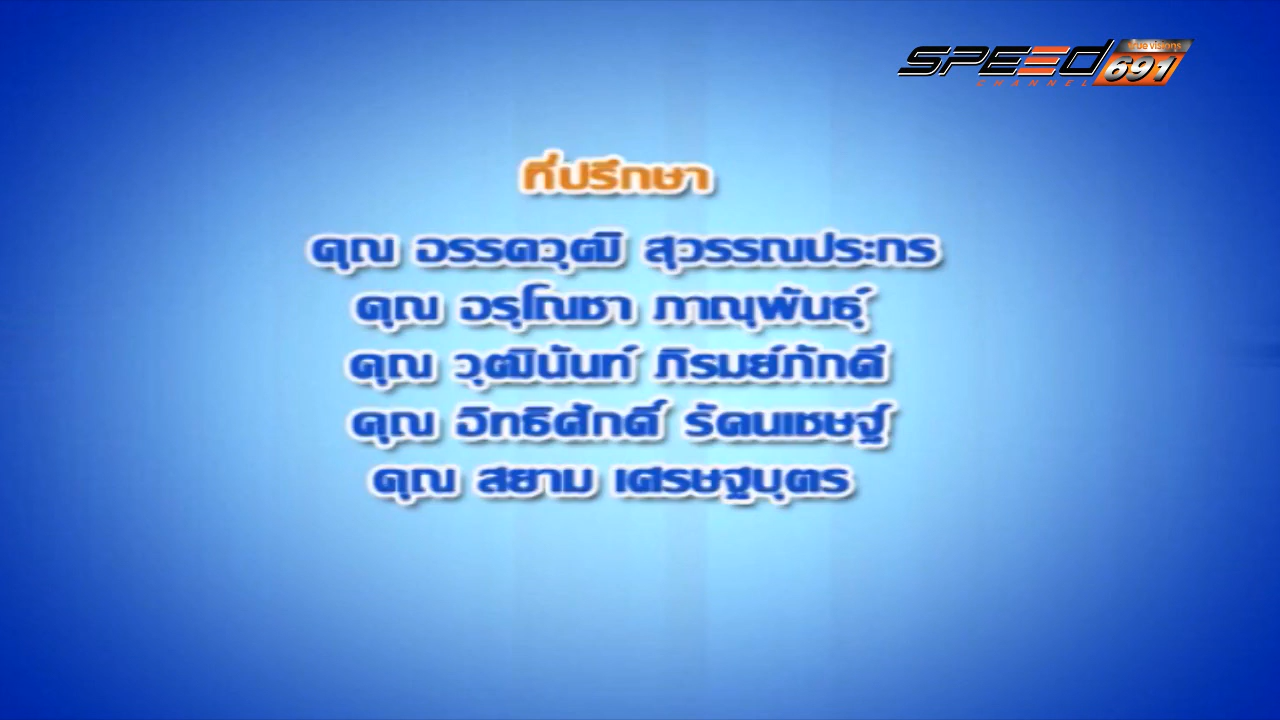 SPEED
true visions
691
CHANNEL
ที่ปรึกษา
คุณ อรรควุฒิ สุวรรณประกร
คุณ อรุโณชา ภาณุพันธุ์
คุณ วุฒินันท์ ภิรมย์ภักดี
คุณ อิทธิศักดิ์ รัคนเชษฐ์
คุณ สยาม เศรษฐบุตร